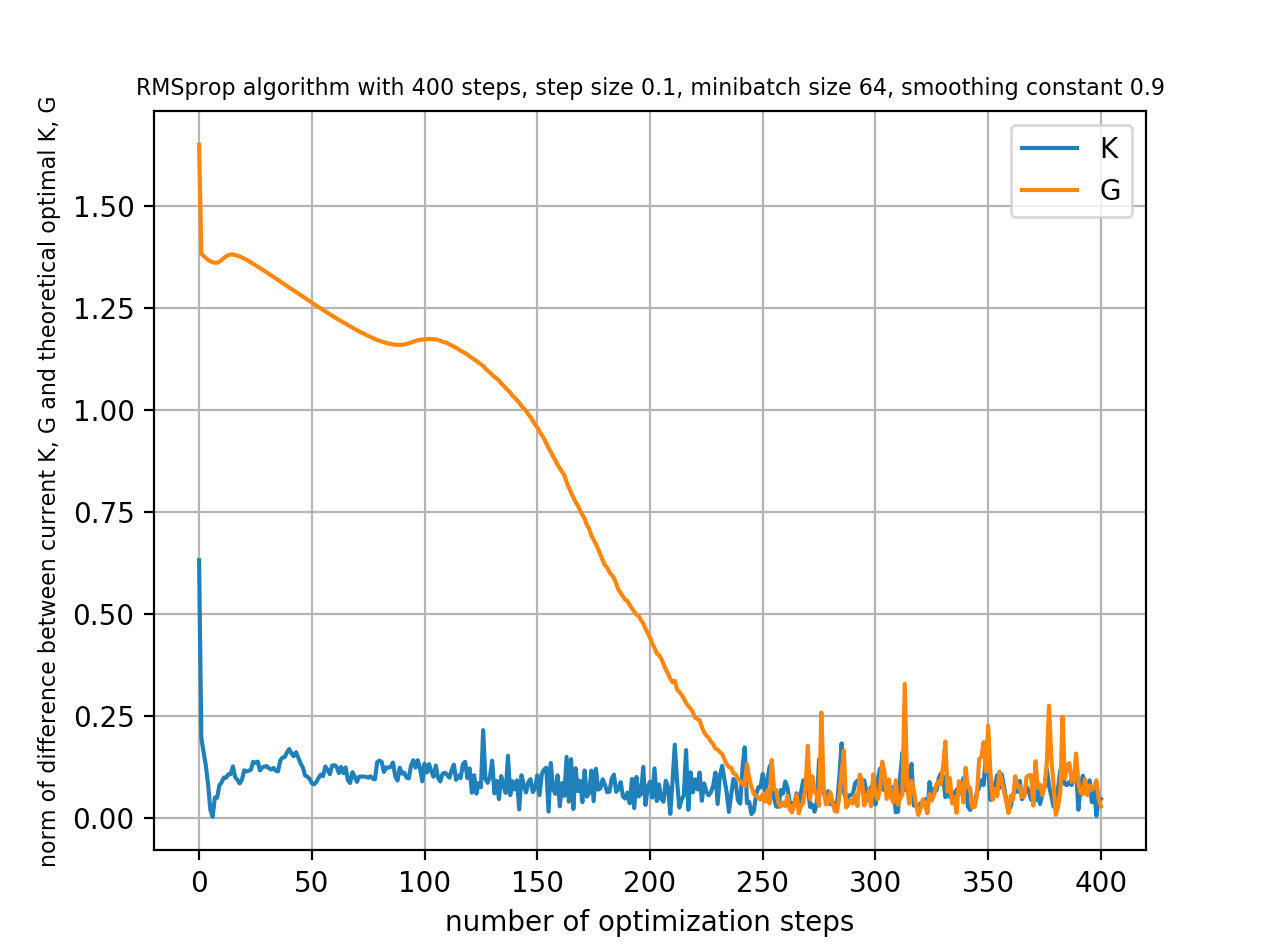 RMSprop algorithm with 400 steps, step size 0.1, minibatch size 64, smoothing constant 0.9
norm of difference between current K, G and theoretical optimal K, G
K
G
1.50
1.25
1.00
0.75
0.50
0.25
0.00
0 50 100 150 200 250 300 350 400
number of optimization steps